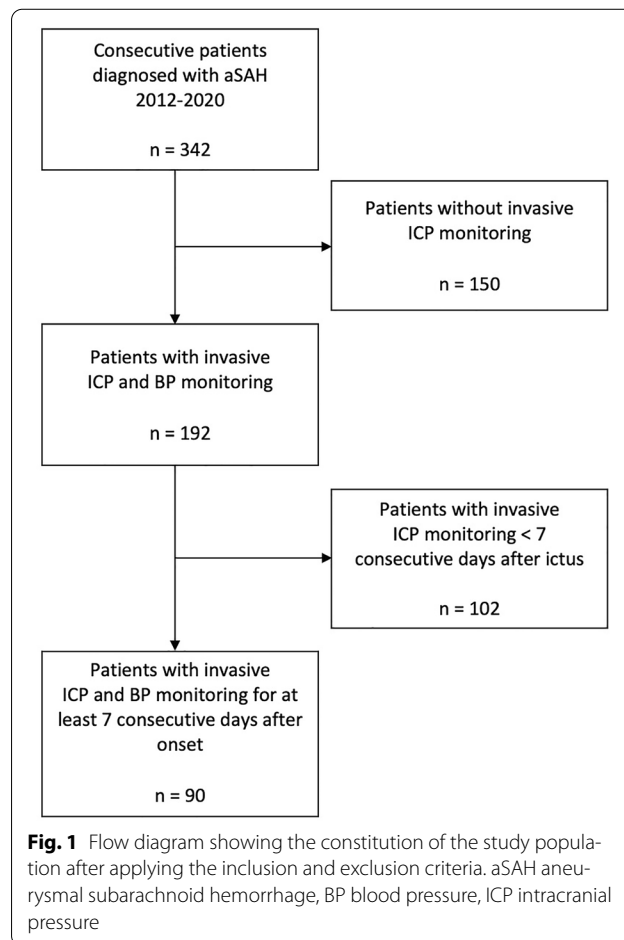 Consecutive patients
diagnosed with aSAH
2012-2020
n = 342
Patients without invasive
ICP monitoring
n = 150
Patients with invasive
ICP and BP monitoring
n = 192
Patients with invasive
ICP monitoring < 7
consecutive days after ictus
n = 102
Patients with invasive
ICP and BP monitoring for at
least 7 consecutive days after
onset
n = 90
Fig. 1 Flow diagram showing the constitution of the study popula-
tion after applying the inclusion and exclusion criteria. aSAH aneu-
rysmal subarachnoid hemorrhage, BP blood pressure, ICP intracranial
pressure